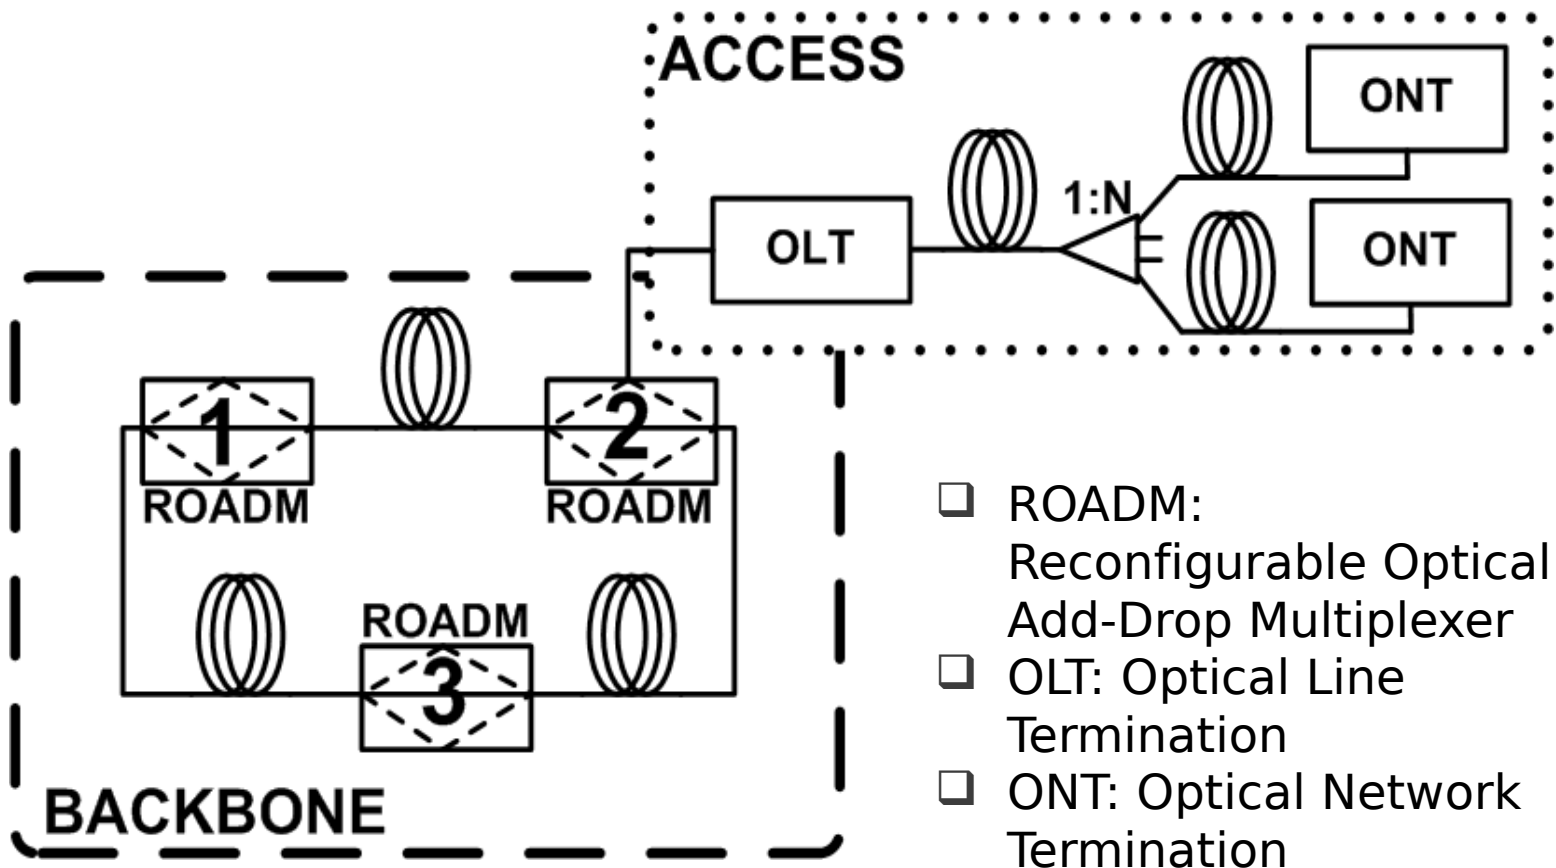 ACCESS
ONT
1:N
OLT
ONT
1
2
ROADM
ROADM
ROADM
3
BACKBONE
❑ ROADM:
Reconfigurable Optical
Add-Drop Multiplexer
❑ OLT: Optical Line
Termination
❑ ONT: Optical Network
Termination